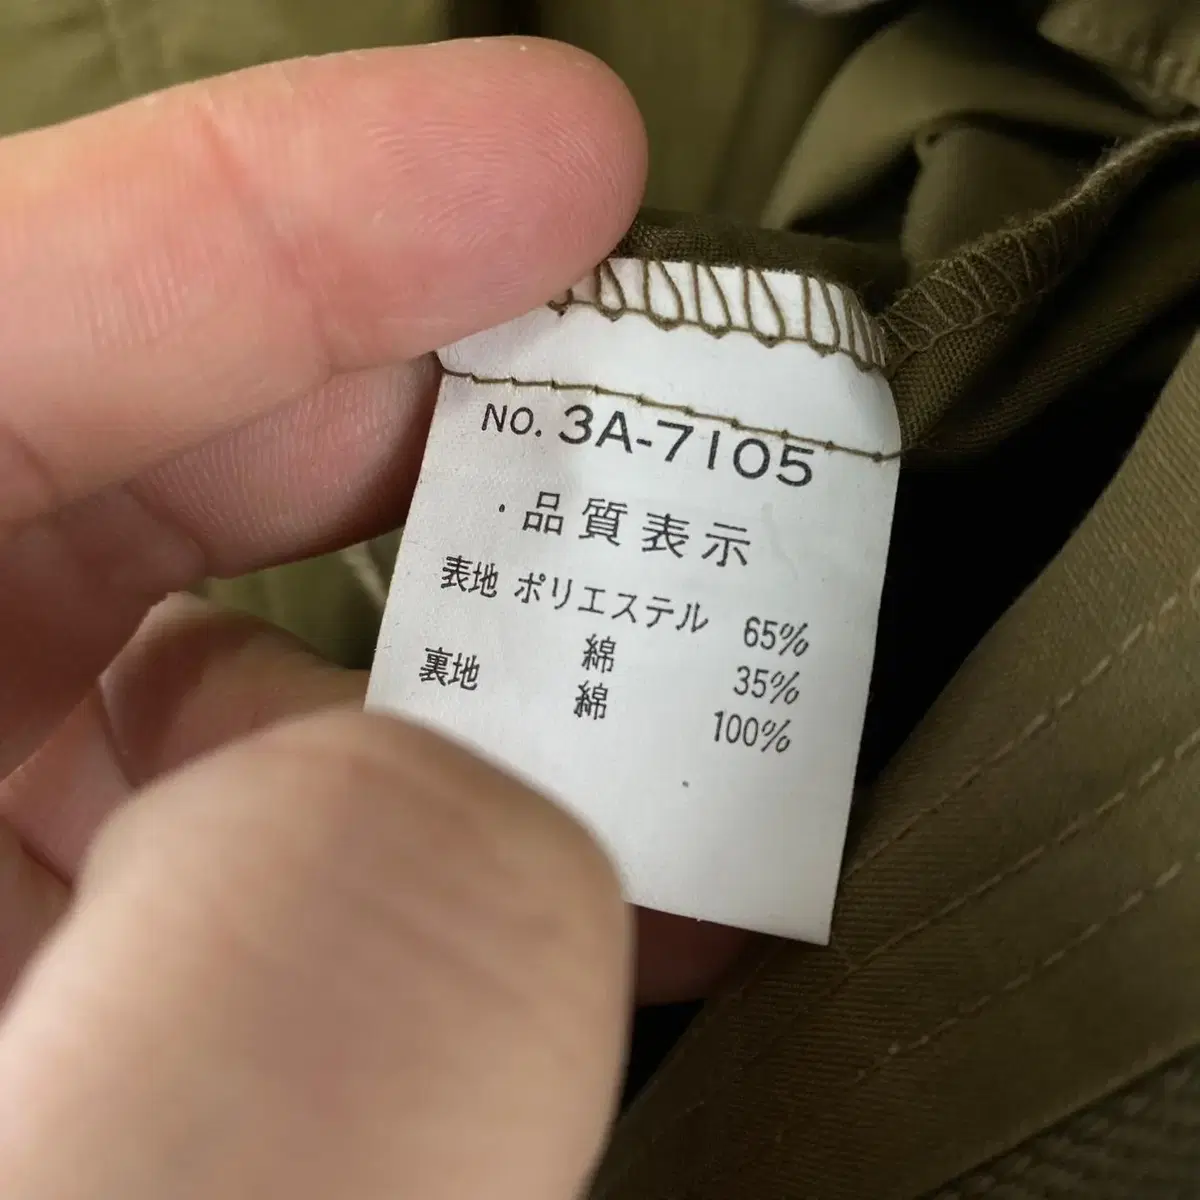 NO. 3A-7105
品質表示
表地 ポリエステル 65%
綿 35%
裏地 綿 100%